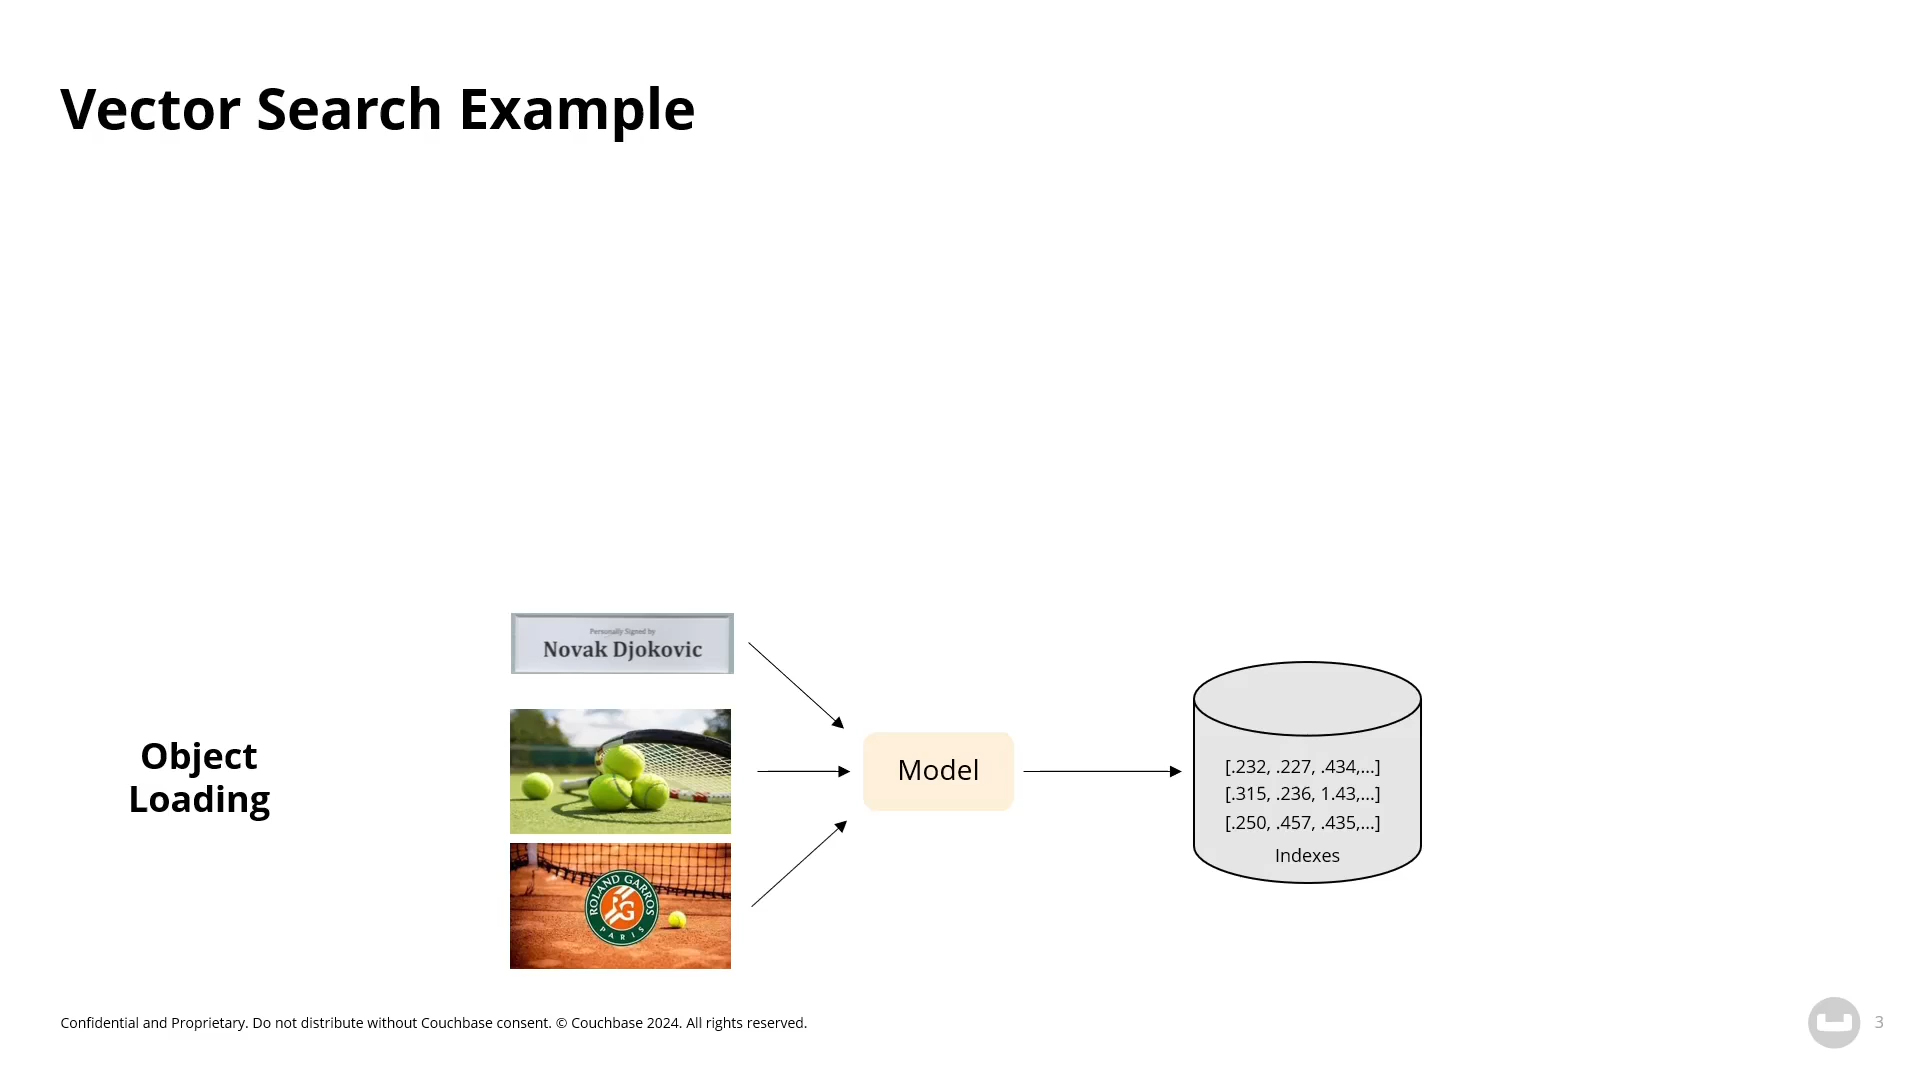 Vector Search Example
Personally Signed by
Novak Djokovic
Object
Loading
Model
ROLAND GARROS
RG
PARIS
[.232, .227, .434,...]
[.315, .236, 1.43,...]
[.250, .457, .435,...]
Indexes
Confidential and Proprietary. Do not distribute without Couchbase consent. © Couchbase 2024. All rights reserved.
3